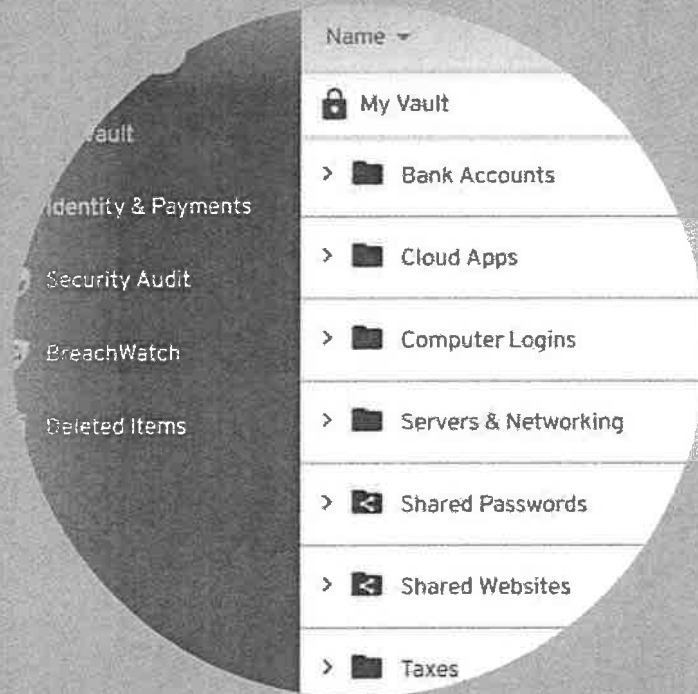 Name
My Vault
Bank Accounts
Cloud Apps
Computer Logins
Servers & Networking
Shared Passwords
Shared Websites
Taxes
Identity & Payments
Security Audit
BreachWatch
Deleted Items